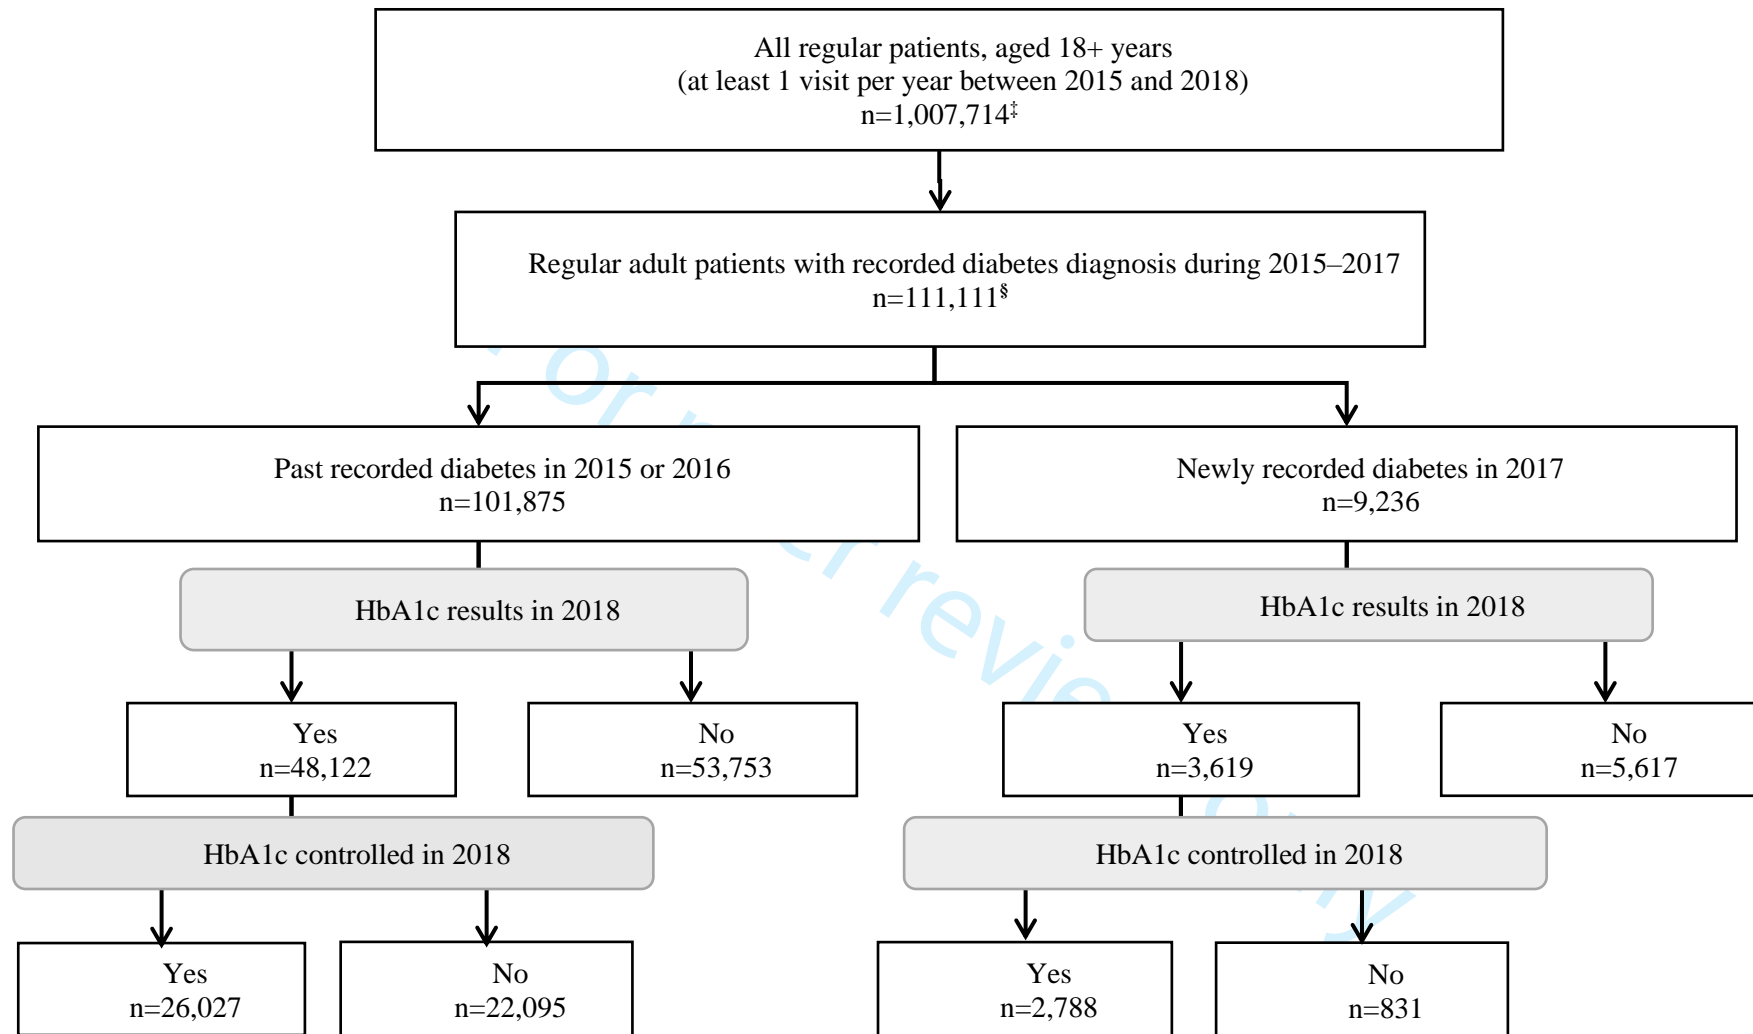 All regular patients, aged 18+ years
(at least 1 visit per year between 2015 and 2018)
n=1,007,714‡
Regular adult patients with recorded diabetes diagnosis during 2015–2017
n=111,111§
Past recorded diabetes in 2015 or 2016
n=101,875
Newly recorded diabetes in 2017
n=9,236
HbA1c results in 2018
HbA1c results in 2018
Yes
n=48,122
No
n=53,753
Yes
n=3,619
No
n=5,617
HbA1c controlled in 2018
HbA1c controlled in 2018
Yes
n=26,027
No
n=22,095
Yes
n=2,788
No
n=831